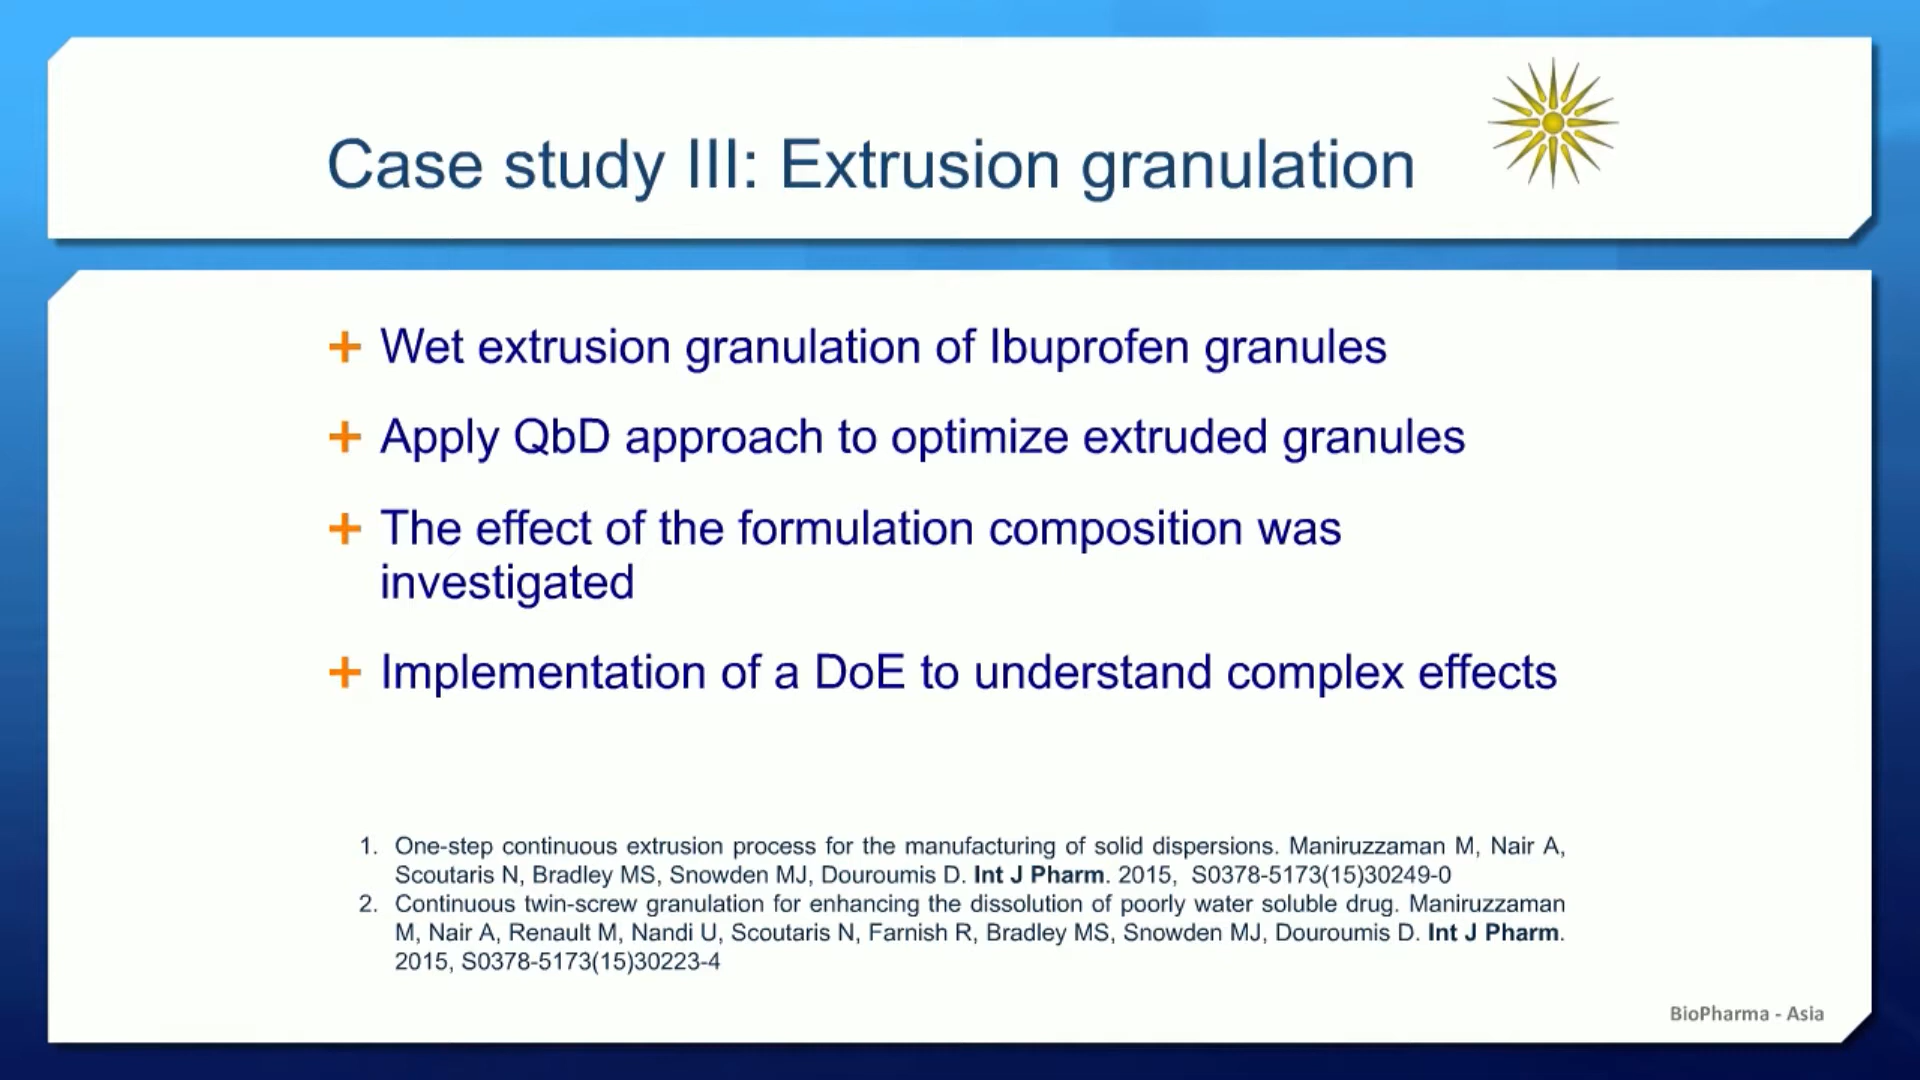 Case study III: Extrusion granulation
+ Wet extrusion granulation of Ibuprofen granules
+ Apply QbD approach to optimize extruded granules
+ The effect of the formulation composition was
investigated
+ Implementation of a DoE to understand complex effects
1. One-step continuous extrusion process for the manufacturing of solid dispersions. Maniruzzaman M, Nair A,
Scoutaris N, Bradley MS, Snowden MJ, Douroumis D. Int J Pharm. 2015, S0378-5173(15)30249-0
2. Continuous twin-screw granulation for enhancing the dissolution of poorly water soluble drug. Maniruzzaman
M, Nair A, Renault M, Nandi U, Scoutaris N, Farnish R, Bradley MS, Snowden MJ, Douroumis D. Int J Pharm.
2015, S0378-5173(15)30223-4
BioPharma - Asia